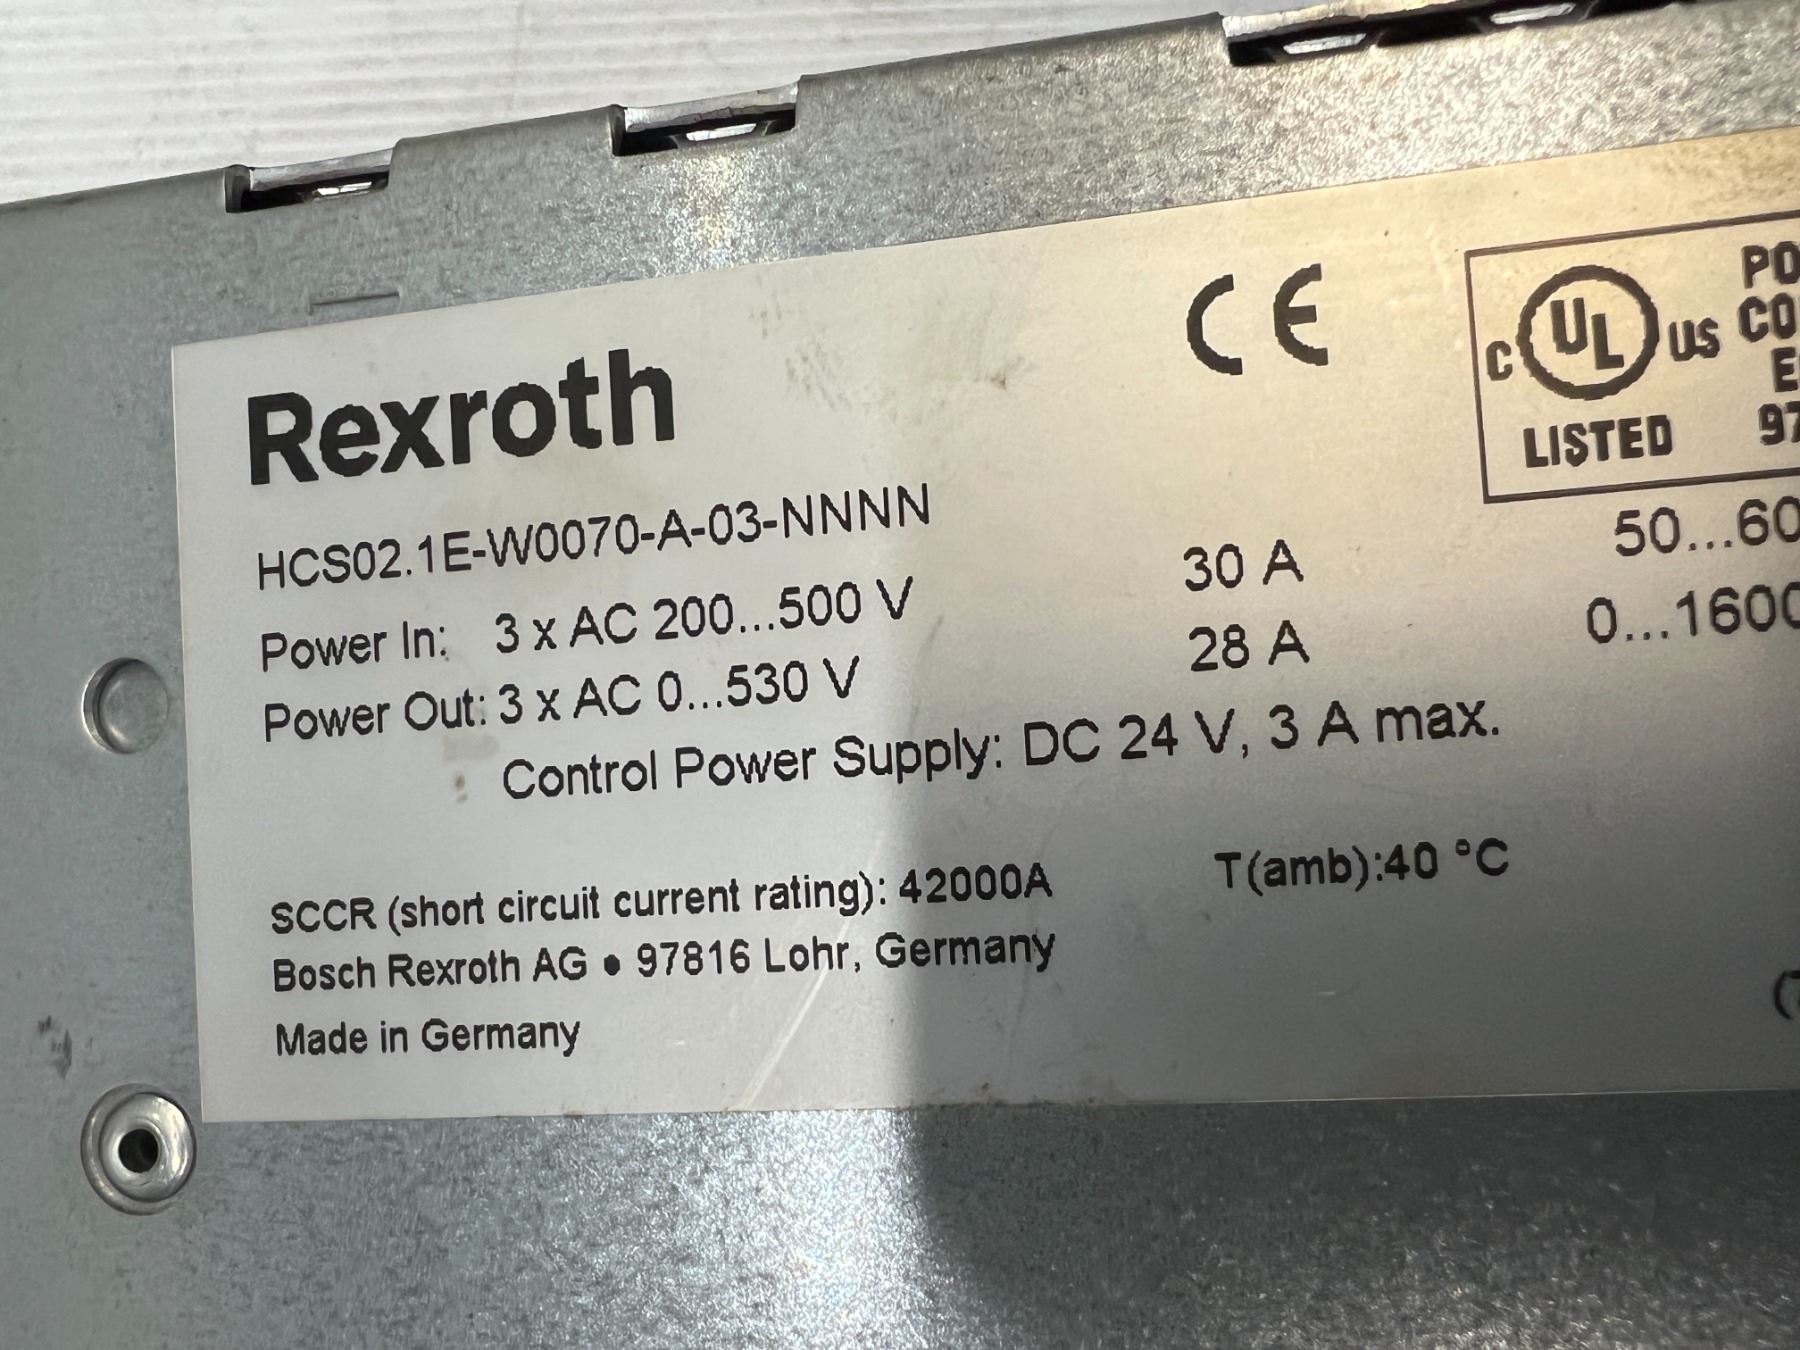 Rexroth
CE
C UL US
LISTED
HCS02.1E-W0070-A-03-NNNN
Power In: 3 x AC 200...500 V 30 A 50...60
Power Out: 3 x AC 0...530 V 28 A 0...1600
Control Power Supply: DC 24 V, 3 A max.
SCCR (short circuit current rating): 42000A T(amb):40 °C
Bosch Rexroth AG • 97816 Lohr, Germany
Made in Germany